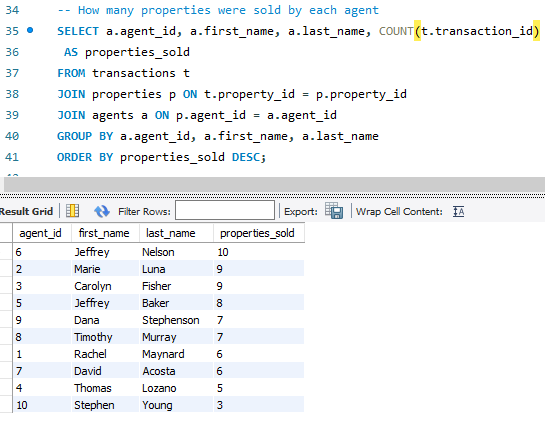 34 -- How many properties were sold by each agent
35 SELECT a.agent_id, a.first_name, a.last_name, COUNT(t.transaction_id)
36 AS properties_sold
37 FROM transactions t
38 JOIN properties p ON t.property_id = p.property_id
39 JOIN agents a ON p.agent_id = a.agent_id
40 GROUP BY a.agent_id, a.first_name, a.last_name
41 ORDER BY properties_sold DESC;
Result Grid Filter Rows: Export: Wrap Cell Content: IA
agent_id first_name last_name properties_sold
6 Jeffrey Nelson 10
2 Marie Luna 9
3 Carolyn Fisher 9
5 Jeffrey Baker 8
9 Dana Stephenson 7
8 Timothy Murray 7
1 Rachel Maynard 6
7 David Acosta 6
4 Thomas Lozano 5
10 Stephen Young 3